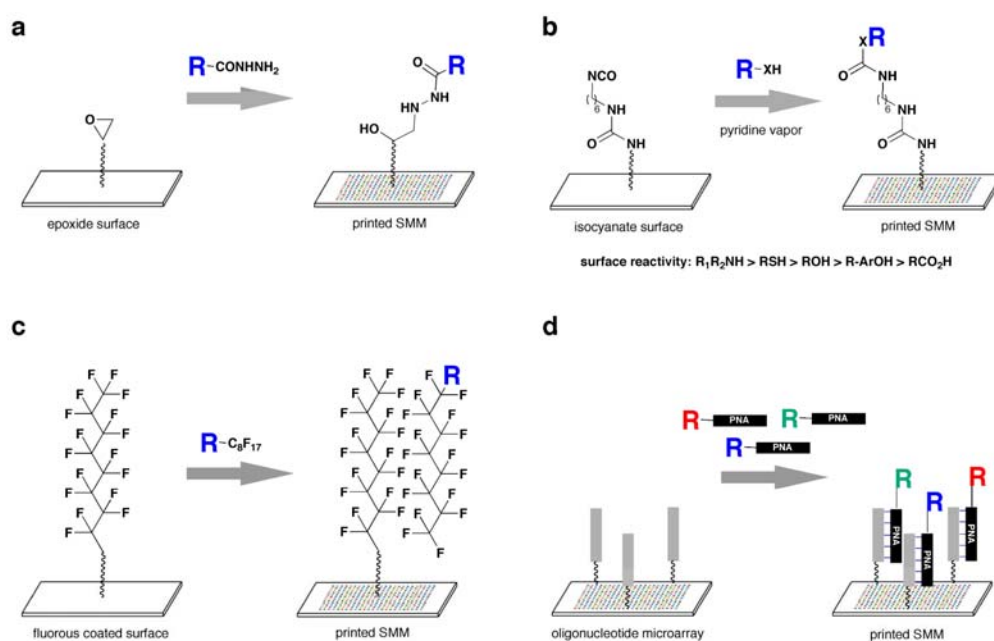 a
R-CONHNH₂
O
epoxide surface
O
R
NH
HN
HO
printed SMM
b
NCO
6
NH
O
NH
isocyanate surface
R-XH
pyridine vapor
XR
O
NH
6
NH
O
NH
printed SMM
surface reactivity: R₁R₂NH > RSH > ROH > R-ArOH > RCO₂H
c
F F
F
F F
F F
F F
F F
F F
F F
F F
fluorous coated surface
R-C₈F₁₇
F F
F
F F
F F
F F
F F
F F
F F
F F
F R
F
F F
F F
F F
F F
F F
F F
F F
F
printed SMM
d
R PNA
R PNA
R PNA
oligonucleotide microarray
R
R
R
PNA
PNA
PNA
printed SMM